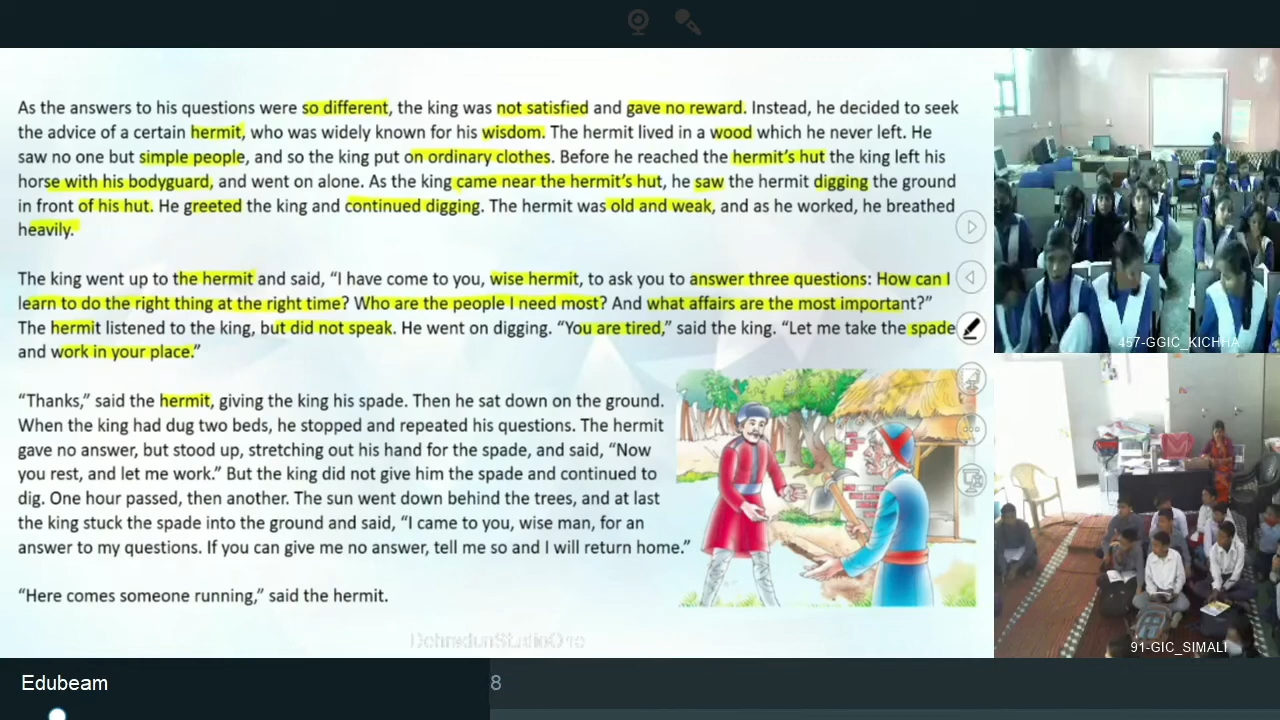 As the answers to his questions were so different, the king was not satisfied and gave no reward. Instead, he decided to seek
the advice of a certain hermit, who was widely known for his wisdom. The hermit lived in a wood which he never left. He
saw no one but simple people, and so the king put on ordinary clothes. Before he reached the hermit's hut the king left his
horse with his bodyguard, and went on alone. As the king came near the hermit's hut, he saw the hermit digging the ground
in front of his hut. He greeted the king and continued digging. The hermit was old and weak, and as he worked, he breathed
heavily.
The king went up to the hermit and said, “I have come to you, wise hermit, to ask you to answer three questions: How can I
learn to do the right thing at the right time? Who are the people I need most? And what affairs are the most important?”
The hermit listened to the king, but did not speak. He went on digging. “You are tired,” said the king. “Let me take the spade
and work in your place.”
“Thanks,” said the hermit, giving the king his spade. Then he sat down on the ground.
When the king had dug two beds, he stopped and repeated his questions. The hermit
gave no answer, but stood up, stretching out his hand for the spade, and said, “Now
you rest, and let me work.” But the king did not give him the spade and continued to
dig. One hour passed, then another. The sun went down behind the trees, and at last
the king stuck the spade into the ground and said, “I came to you, wise man, for an
answer to my questions. If you can give me no answer, tell me so and I will return home.”
“Here comes someone running,” said the hermit.
DehradunStudioOne
457-GGIC_KICHHA
91-GIC_SIMALI
Edubeam
8